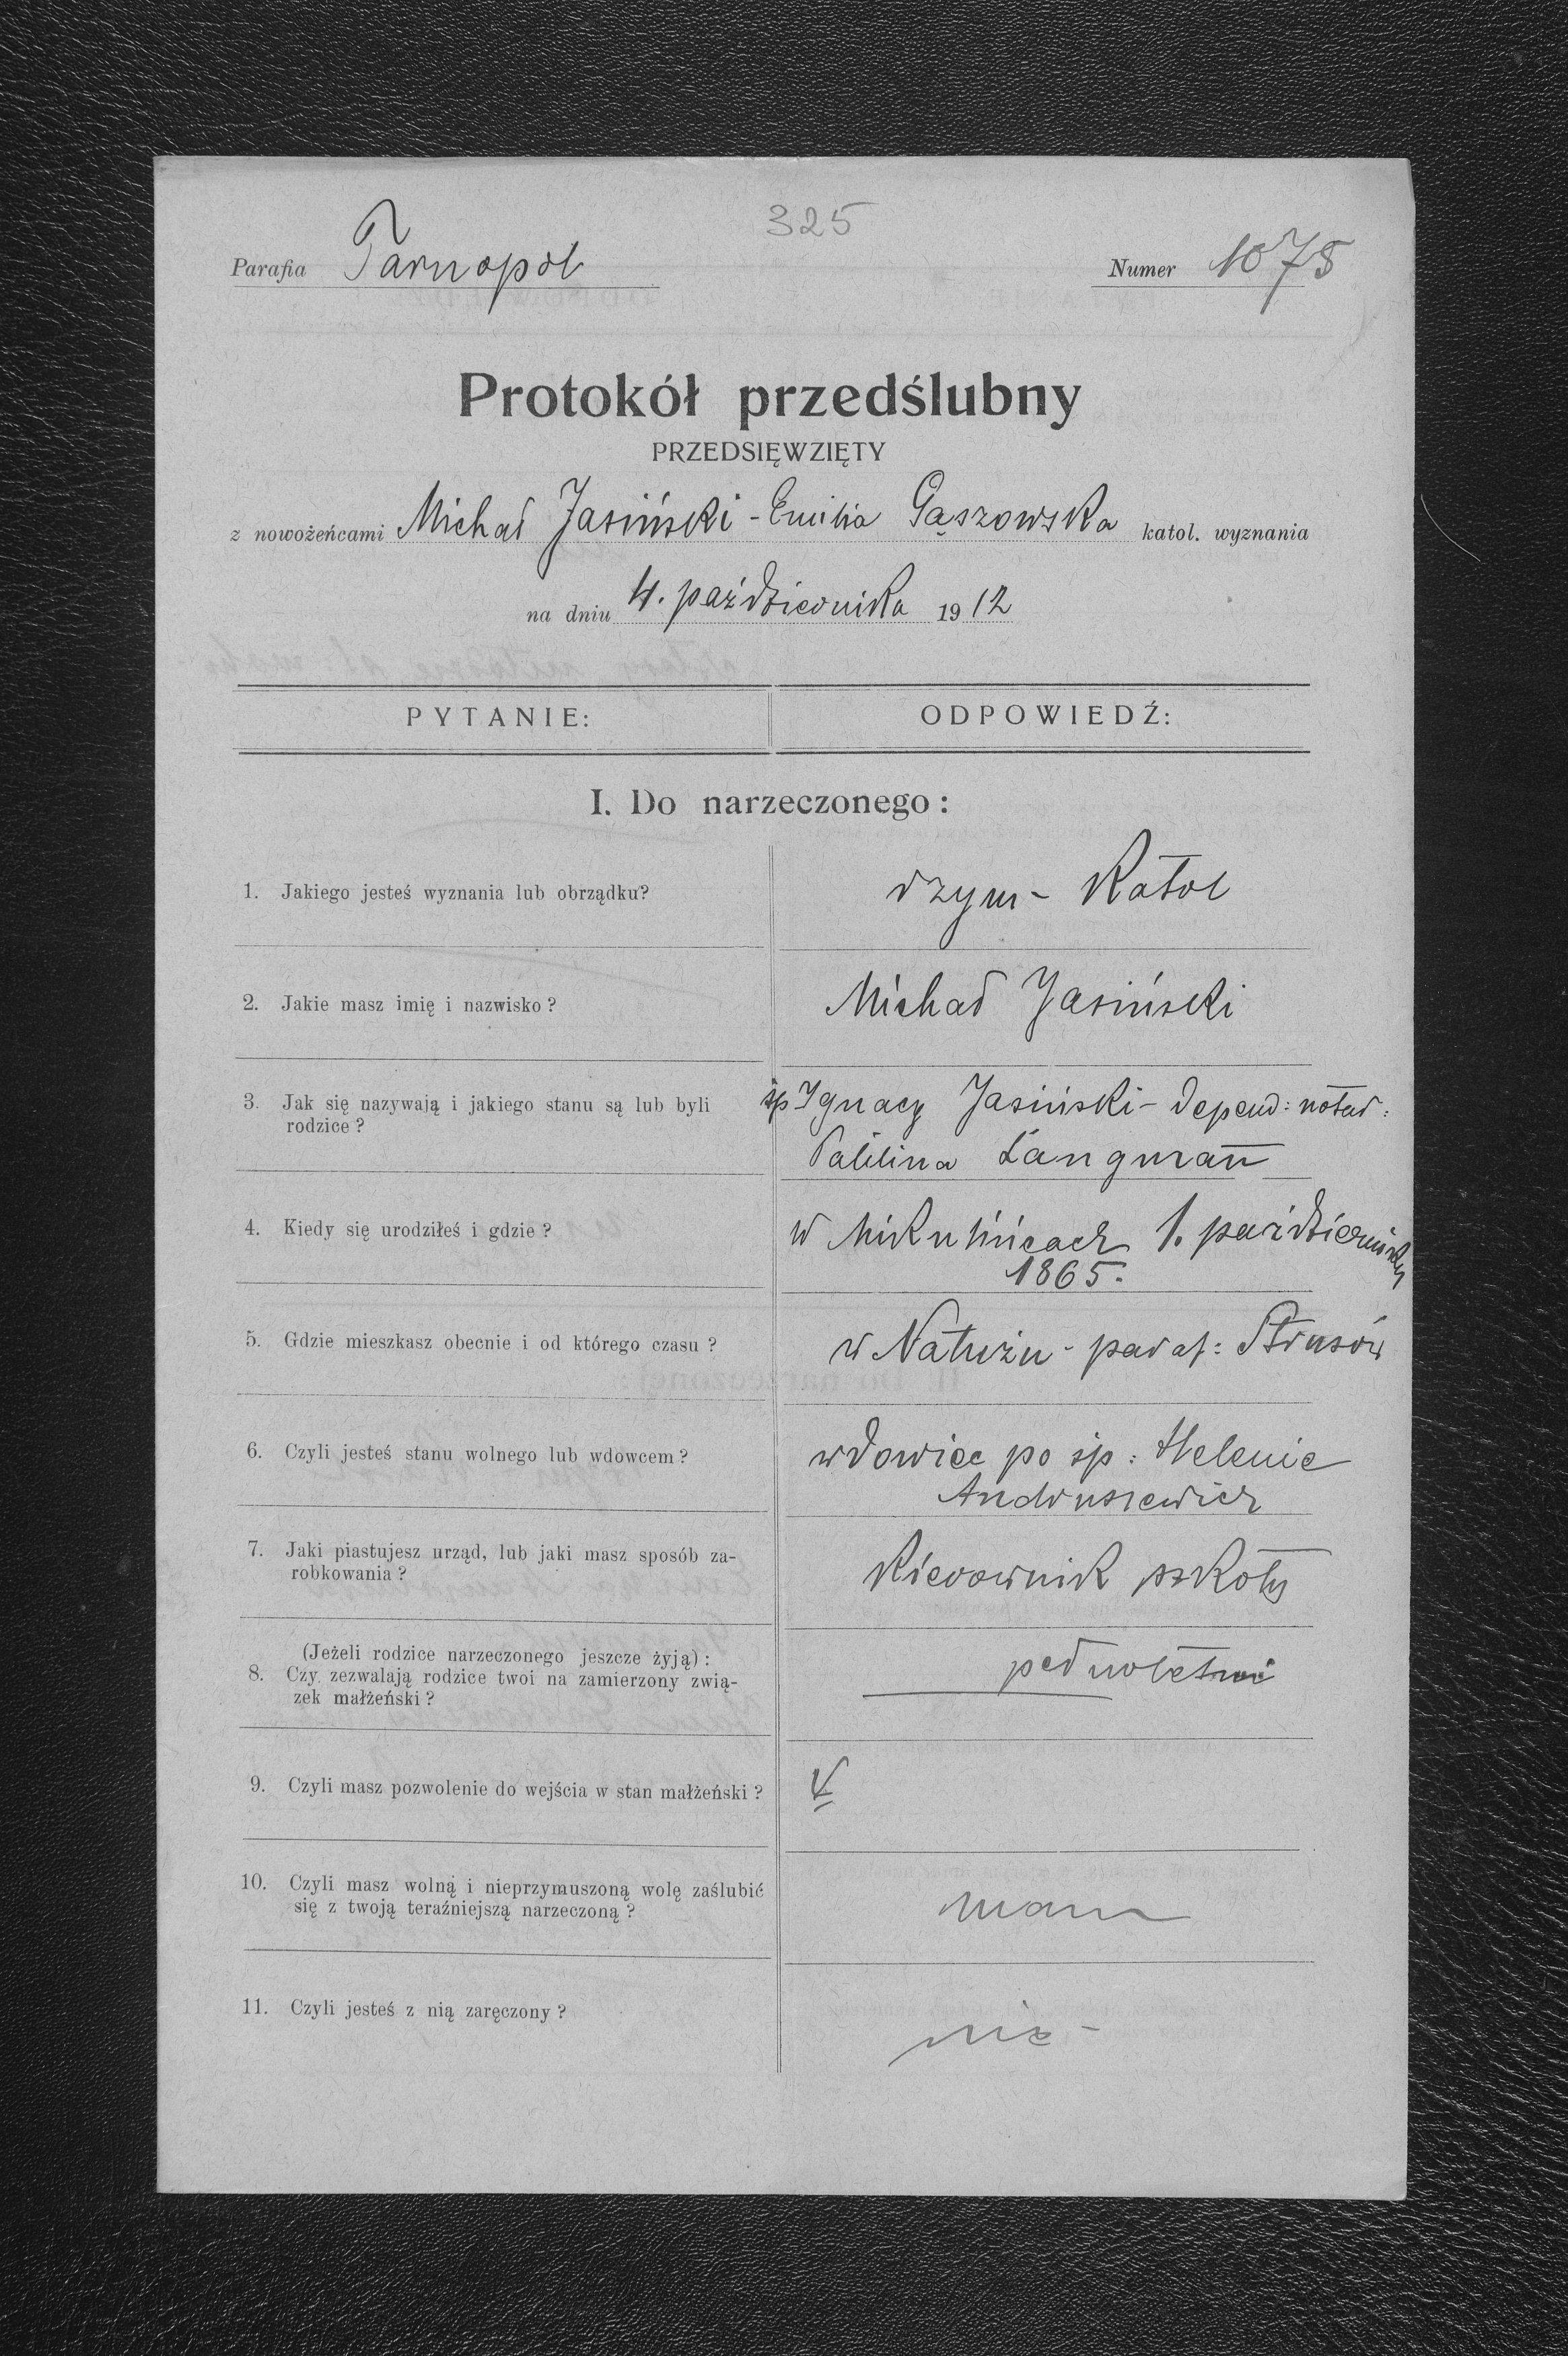 325
Parafia Tarnopol Numer 1078
Protokół przedślubny
PRZEDSIĘWZIĘTY
z nowożeńcami Michał Jasiński - Emilia Gąszowska katol. wyznania
na dniu 4. października 1912
PYTANIE: ODPOWIEDŹ:
I. Do narzeczonego:
1. Jakiego jesteś wyznania lub obrządku? rzym - Katol
2. Jakie masz imię i nazwisko? Michał Jasiński
3. Jak się nazywają i jakiego stanu są lub byli śp Ignacy Jasiński - depend: notar:
rodzice? Paulina Langman
4. Kiedy się urodziłeś i gdzie? w Mikulińcach 1. października
1865.
5. Gdzie mieszkasz obecnie i od którego czasu? w Nałużu - paraf: Strusów
6. Czyli jesteś stanu wolnego lub wdowcem? wdowiec po śp: Helenie
Andruszewicz
7. Jaki piastujesz urząd, lub jaki masz sposób za-
robkowania? Kierownik szkoły
(Jeżeli rodzice narzeczonego jeszcze żyją):
8. Czy zezwalają rodzice twoi na zamierzony zwią-
zek małżeński?
9. Czyli masz pozwolenie do wejścia w stan małżeński?
10. Czyli masz wolną i nieprzymuszoną wolę zaślubić
się z twoją teraźniejszą narzeczoną? mam
11. Czyli jesteś z nią zaręczony? nie -